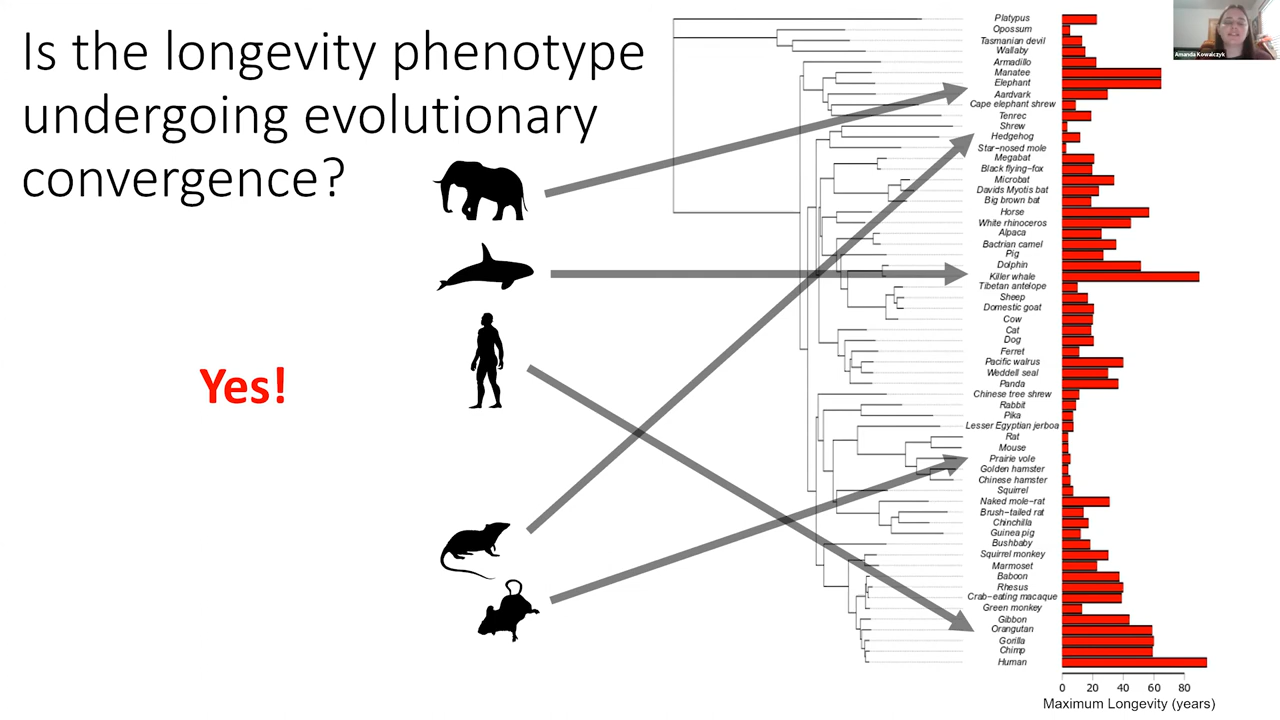 Is the longevity phenotype
undergoing evolutionary
convergence?
Yes!
Platypus
Opossum
Tasmanian devil
Wallaby
Armadillo
Manatee
Elephant
Aardvark
Cape elephant shrew
Tenrec
Shrew
Hedgehog
Star-nosed mole
Megabat
Black flying-fox
Microbat
Davids Myotis bat
Big brown bat
Horse
White rhinoceros
Alpaca
Bactrian camel
Pig
Dolphin
Killer whale
Tibetan antelope
Sheep
Domestic goat
Cow
Cat
Dog
Ferret
Pacific walrus
Weddell seal
Panda
Chinese tree shrew
Rabbit
Pika
Lesser Egyptian jerboa
Rat
Mouse
Prairie vole
Golden hamster
Chinese hamster
Squirrel
Naked mole-rat
Brush-tailed rat
Chinchilla
Guinea pig
Bushbaby
Squirrel monkey
Marmoset
Baboon
Rhesus
Crab-eating macaque
Green monkey
Gibbon
Orangutan
Gorilla
Chimp
Human
0 20 40 60 80
Maximum Longevity (years)
Amanda Kowalczyk